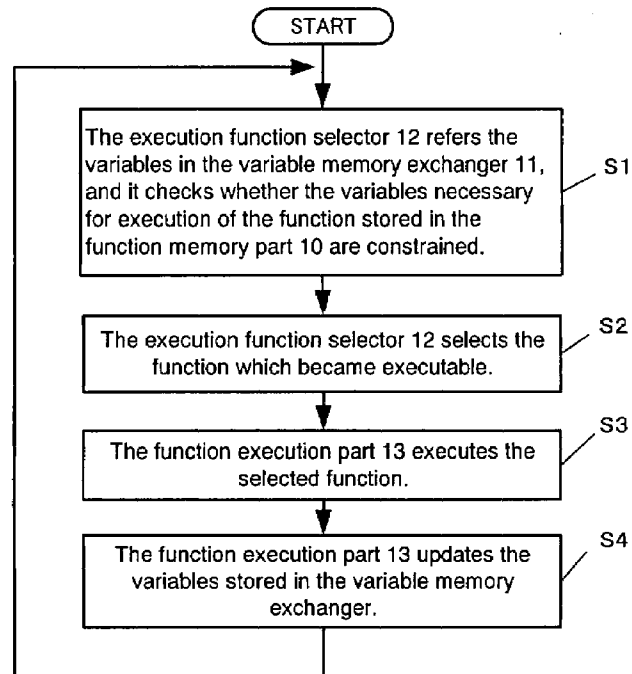 START
The execution function selector 12 refers the
variables in the variable memory exchanger 11,
and it checks whether the variables necessary
for execution of the function stored in the
function memory part 10 are constrained.
S1
The execution function selector 12 selects the
function which became executable.
S2
The function execution part 13 executes the
selected function.
S3
The function execution part 13 updates the
variables stored in the variable memory
exchanger.
S4